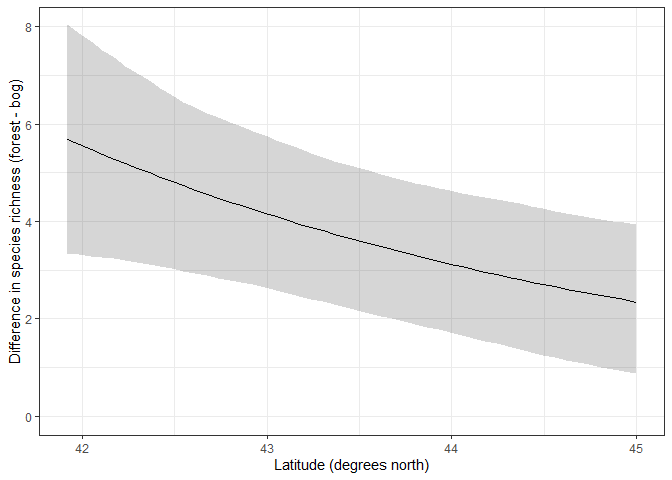 Difference in species richness (forest - bog)
8
6
4
2
0
42 43 44 45
Latitude (degrees north)